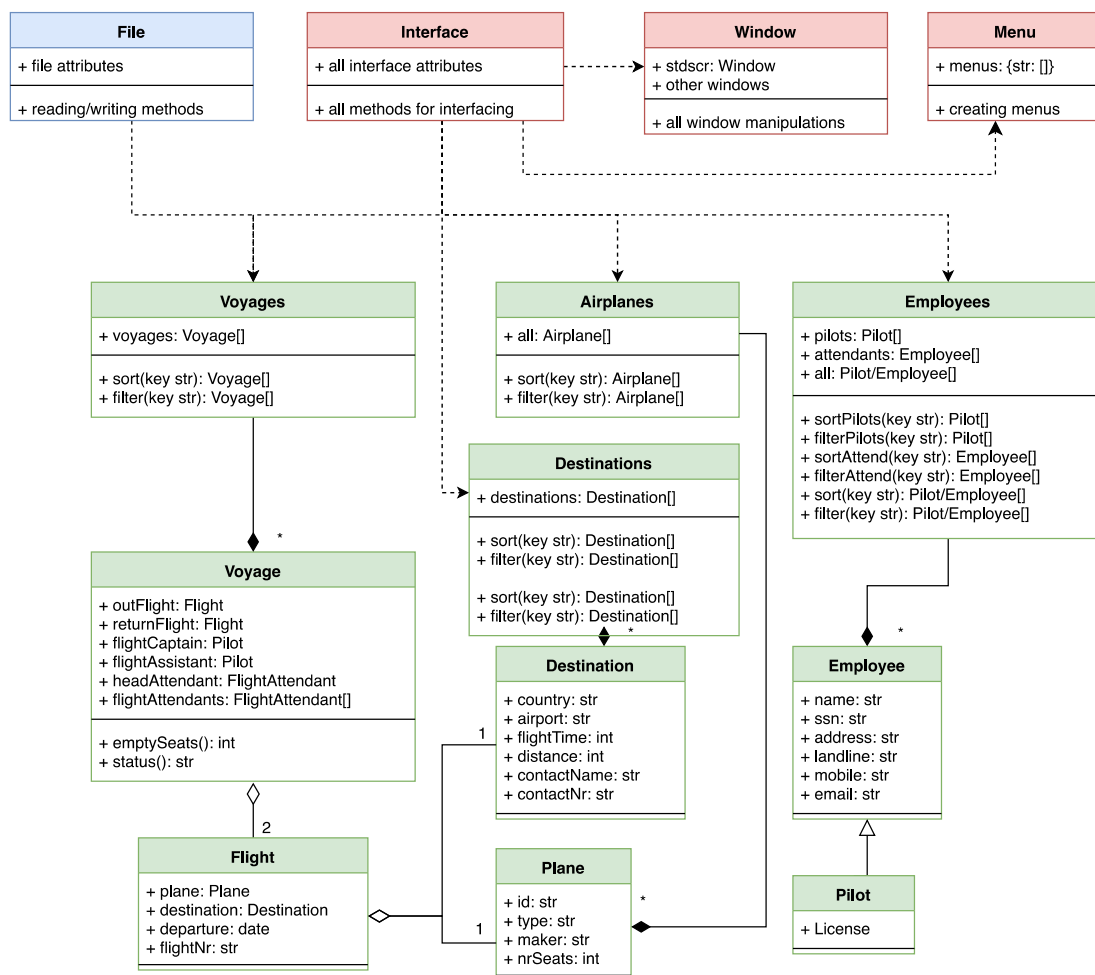 File
+ file attributes
+ reading/writing methods
Interface
+ all interface attributes
+ all methods for interfacing
Window
+ stdscr: Window
+ other windows
+ all window manipulations
Menu
+ menus: {str: []}
+ creating menus
Voyages
+ voyages: Voyage[]
+ sort(key str): Voyage[]
+ filter(key str): Voyage[]
Airplanes
+ all: Airplane[]
+ sort(key str): Airplane[]
+ filter(key str): Airplane[]
Employees
+ pilots: Pilot[]
+ attendants: Employee[]
+ all: Pilot/Employee[]
+ sortPilots(key str): Pilot[]
+ filterPilots(key str): Pilot[]
+ sortAttend(key str): Employee[]
+ filterAttend(key str): Employee[]
+ sort(key str): Pilot/Employee[]
+ filter(key str): Pilot/Employee[]
Destinations
+ destinations: Destination[]
+ sort(key str): Destination[]
+ filter(key str): Destination[]
+ sort(key str): Destination[]
+ filter(key str): Destination[]
*
*
*
Voyage
+ outFlight: Flight
+ returnFlight: Flight
+ flightCaptain: Pilot
+ flightAssistant: Pilot
+ headAttendant: FlightAttendant
+ flightAttendants: FlightAttendant[]
+ emptySeats(): int
+ status(): str
Destination
+ country: str
+ airport: str
+ flightTime: int
+ distance: int
+ contactName: str
+ contactNr: str
1
Employee
+ name: str
+ ssn: str
+ address: str
+ landline: str
+ mobile: str
+ email: str
2
Flight
+ plane: Plane
+ destination: Destination
+ departure: date
+ flightNr: str
1
Plane
+ id: str
+ type: str
+ maker: str
+ nrSeats: int
*
Pilot
+ License